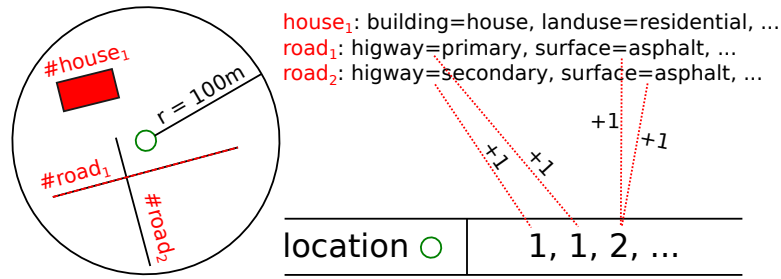 house₁: building=house, landuse=residential, ...
road₁: higway=primary, surface=asphalt, ...
road₂: higway=secondary, surface=asphalt, ...
#house₁
r = 100m
#road₁
#road₂
+1
+1
+1
+1
location
1, 1, 2, ...